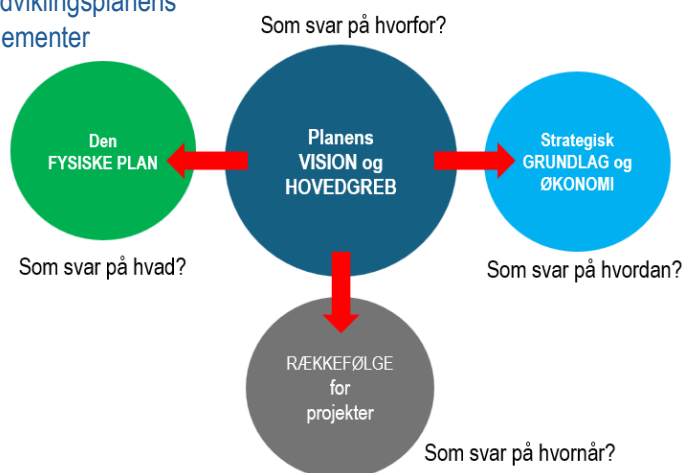 dviklingsplanens
ementer
Som svar på hvorfor?
Den
FYSISKE PLAN
Planens
VISION og
HOVEDGREB
Strategisk
GRUNDLAG og
ØKONOMI
Som svar på hvad?
Som svar på hvordan?
RÆKKEFØLGE
for
projekter
Som svar på hvornår?